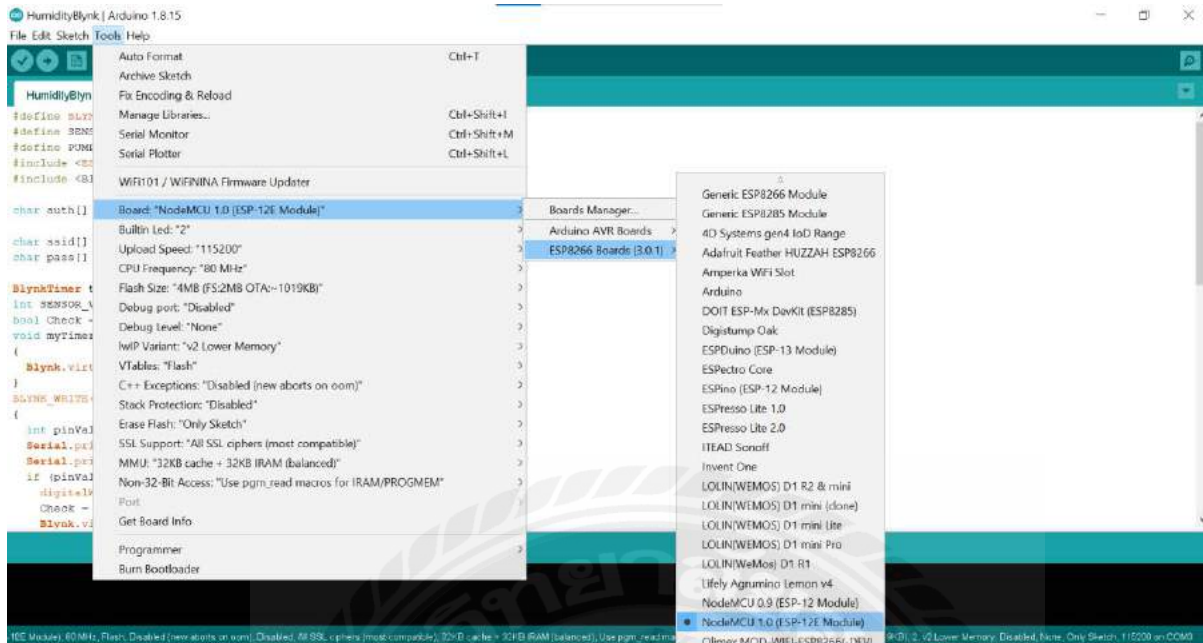 HumidityBlynk | Arduino 1.8.15
File Edit Sketch Tools Help
HumidityBlyn
Auto Format Ctrl+T
Archive Sketch
Fix Encoding & Reload
Manage Libraries... Ctrl+Shift+I
Serial Monitor Ctrl+Shift+M
Serial Plotter Ctrl+Shift+L
WiFi101 / WiFiNINA Firmware Updater
Board: "NodeMCU 1.0 (ESP-12E Module)"
Builtin Led: "2"
Upload Speed: "115200"
CPU Frequency: "80 MHz"
Flash Size: "4MB (FS:2MB OTA:~1019KB)"
Debug port: "Disabled"
Debug Level: "None"
lwIP Variant: "v2 Lower Memory"
VTables: "Flash"
C++ Exceptions: "Disabled (new aborts on oom)"
Stack Protection: "Disabled"
Erase Flash: "Only Sketch"
SSL Support: "All SSL ciphers (most compatible)"
MMU: "32KB cache + 32KB IRAM (balanced)"
Non-32-Bit Access: "Use pgm_read macros for IRAM/PROGMEM"
Port
Get Board Info
Programmer
Burn Bootloader
Boards Manager...
Arduino AVR Boards
ESP8266 Boards (3.0.1)
Generic ESP8266 Module
Generic ESP8285 Module
4D Systems gen4 IoD Range
Adafruit Feather HUZZAH ESP8266
Amperka WiFi Slot
Arduino
DOIT ESP-Mx DevKit (ESP8285)
Digistump Oak
ESPDuino (ESP-13 Module)
ESPectro Core
ESPino (ESP-12 Module)
ESPresso Lite 1.0
ESPresso Lite 2.0
ITEAD Sonoff
Invent One
LOLIN(WEMOS) D1 R2 & mini
LOLIN(WEMOS) D1 mini (clone)
LOLIN(WEMOS) D1 mini Lite
LOLIN(WEMOS) D1 mini Pro
LOLIN(WeMos) D1 R1
Lifely Agrumino Lemon v4
NodeMCU 0.9 (ESP-12 Module)
NodeMCU 1.0 (ESP-12E Module)
#define BLYN
#define SENS
#define PUMP
#include <ES
#include <Bl
char auth[]
char ssid[]
char pass[]
BlynkTimer t
int SENSOR_V
bool Check =
void myTimer
{
Blynk.virt
}
BLYNK_WRITE(
{
int pinVal
Serial.pri
Serial.pri
if (pinVal
digitalW
Check =
Blynk.vi